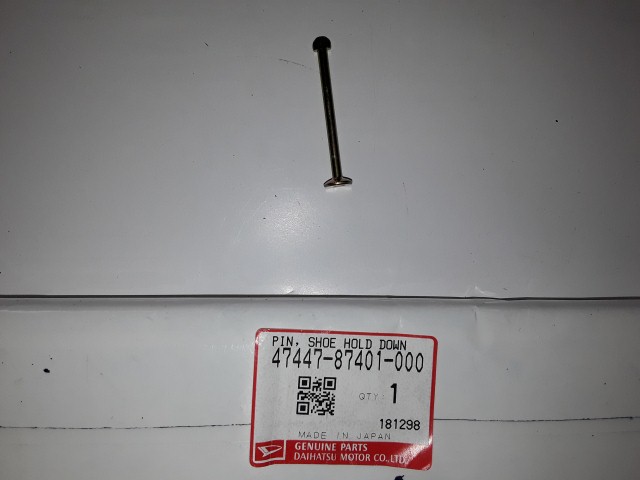 PIN, SHOE HOLD DOWN
47447-87401-000
QTY. 1
181298
MADE IN JAPAN
GENUINE PARTS
DAIHATSU MOTOR CO.,LTD.